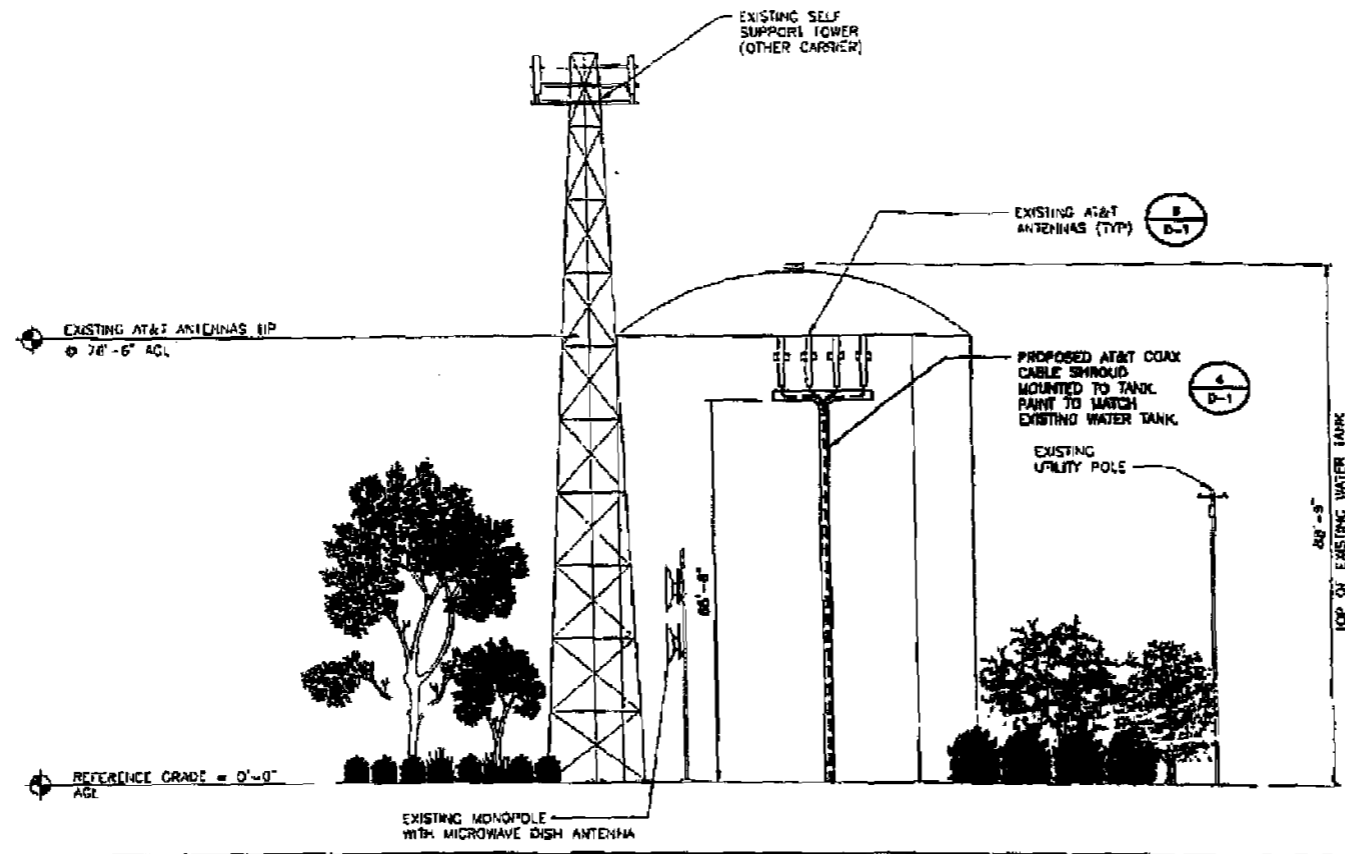 EXISTING SELF
SUPPORT TOWER
(OTHER CARRIER)
EXISTING AT&T
ANTENNAS (TYP)
D-1
EXISTING AT&T ANTENNAS TIP
@ 78'-6" AGL
PROPOSED AT&T COAX
CABLE SHROUD
MOUNTED TO TANK.
PAINT TO MATCH
EXISTING WATER TANK.
4
D-1
EXISTING
UTILITY POLE
88'-9"
TOP OF EXISTING WATER TANK
REFERENCE GRADE = 0'-0"
AGL
EXISTING MONOPOLE
WITH MICROWAVE DISH ANTENNA